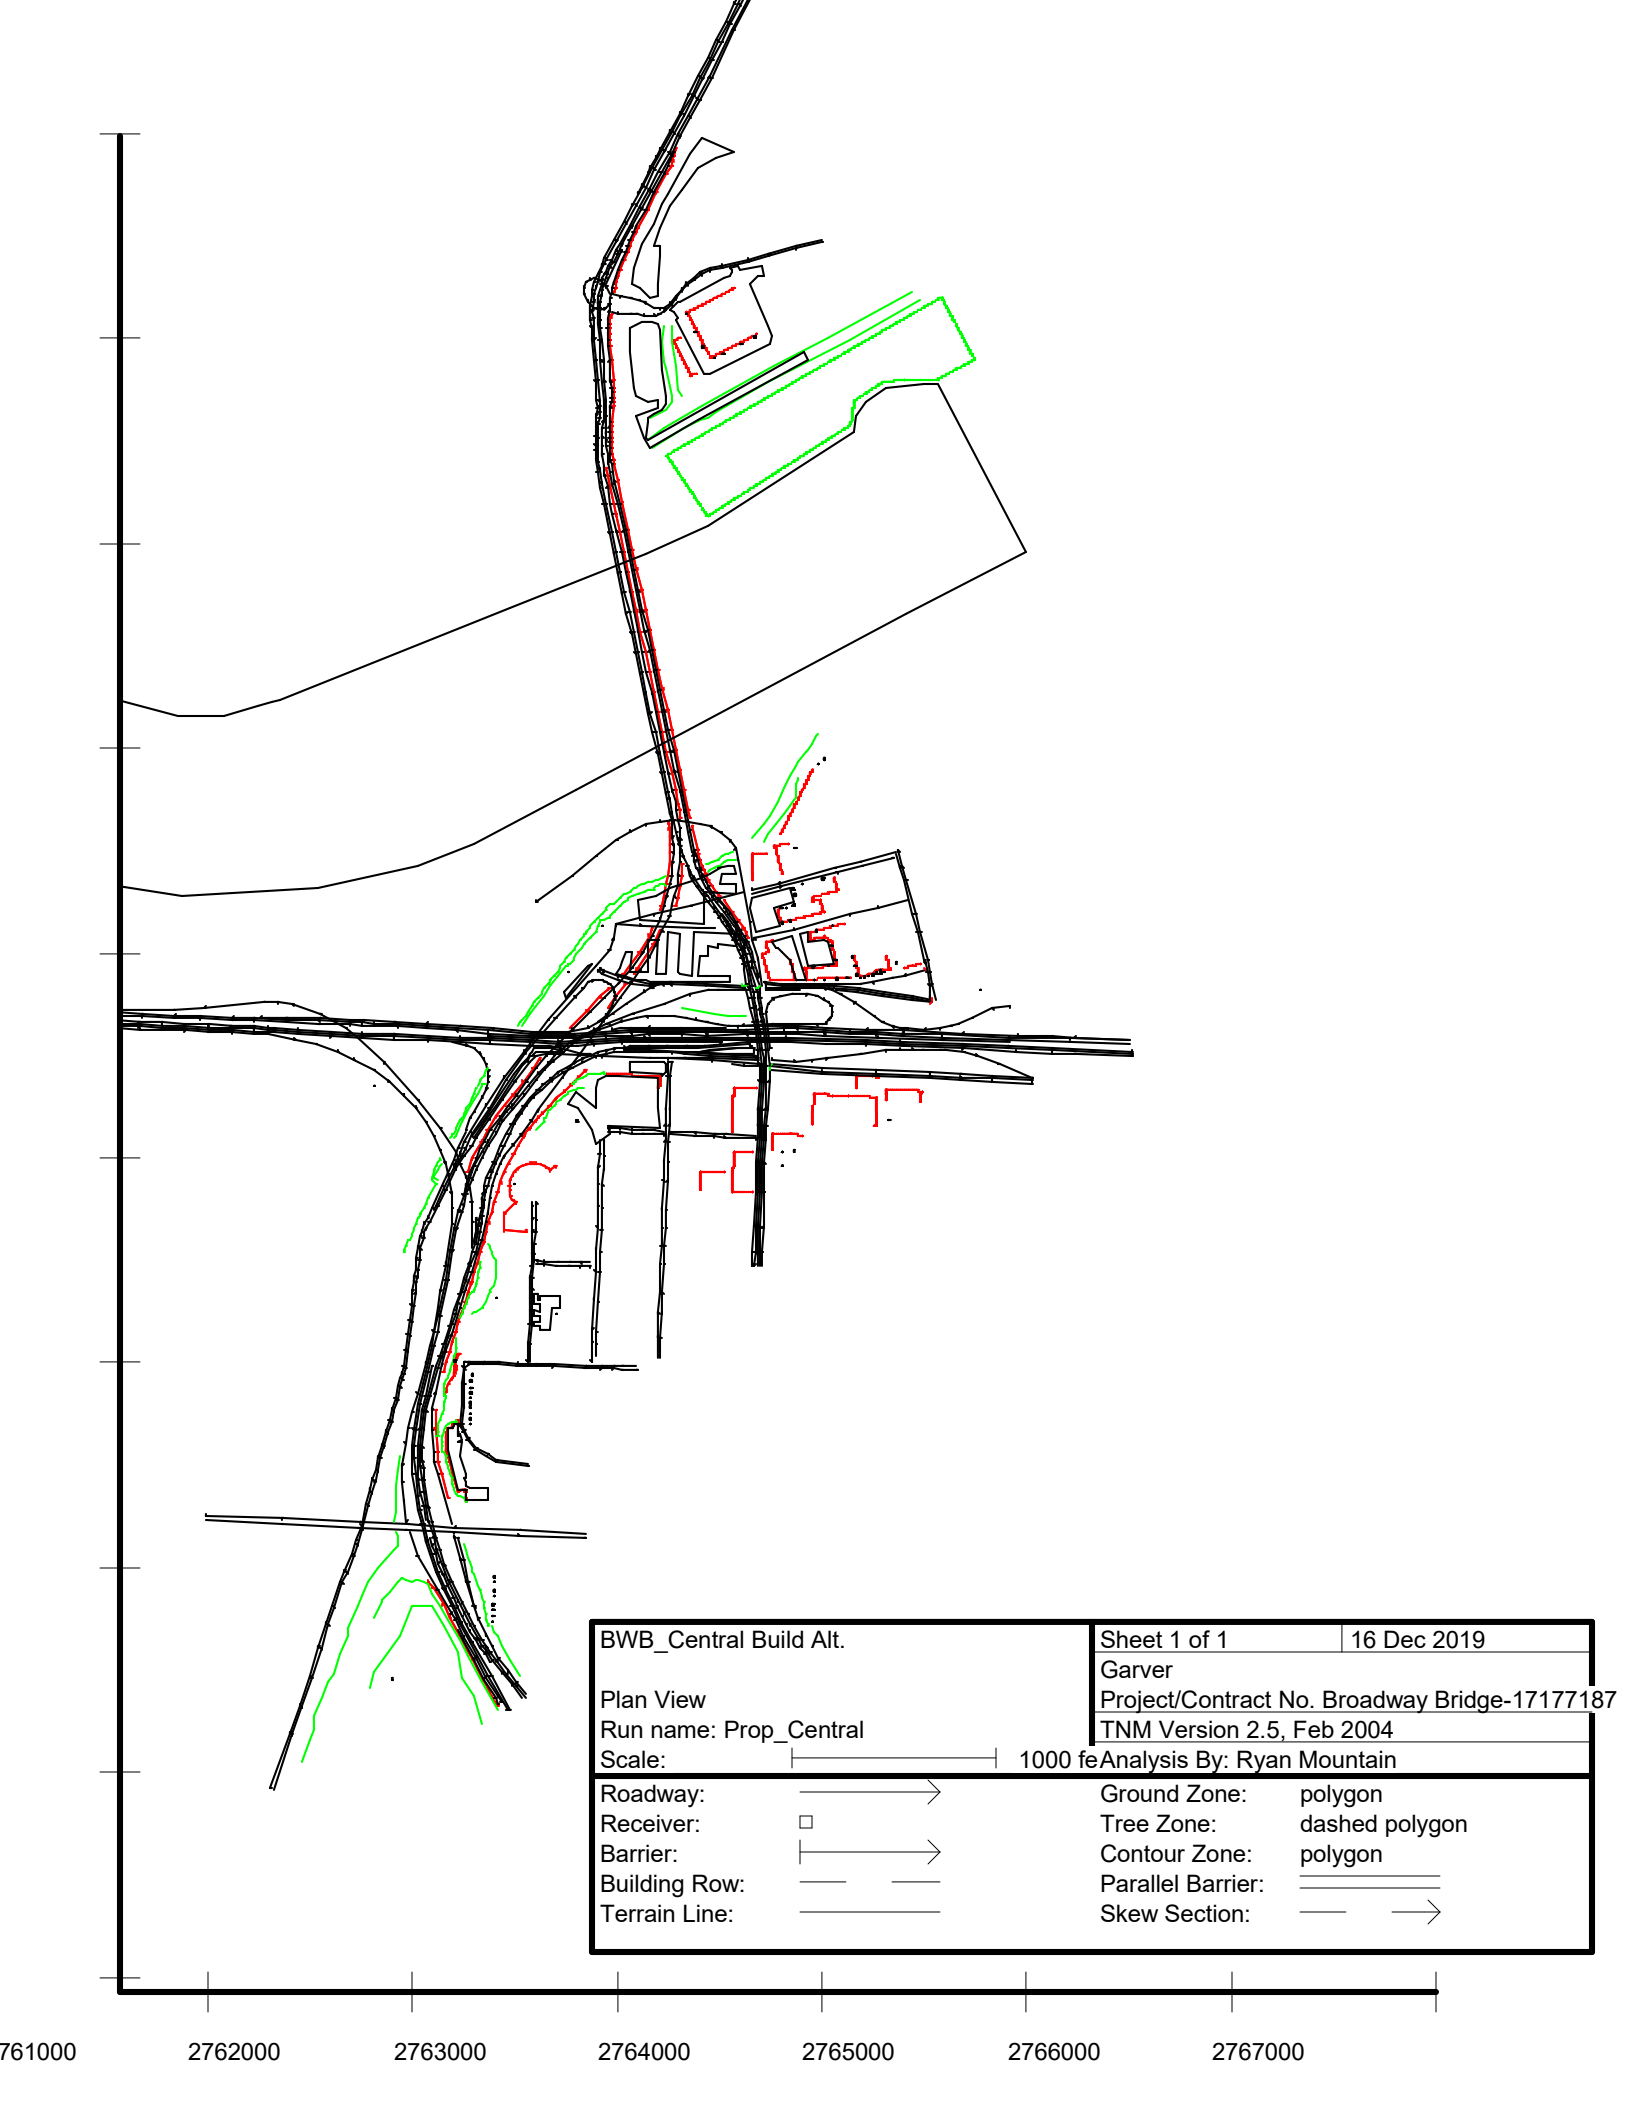 BWB_Central Build Alt.
Sheet 1 of 1
16 Dec 2019
Garver
Plan View
Project/Contract No. Broadway Bridge-17177187
Run name: Prop_Central
TNM Version 2.5, Feb 2004
Scale:
1000 fe
Analysis By: Ryan Mountain
Roadway:
Ground Zone:
polygon
Receiver:
Tree Zone:
dashed polygon
Barrier:
Contour Zone:
polygon
Building Row:
Parallel Barrier:
Terrain Line:
Skew Section:
761000
2762000
2763000
2764000
2765000
2766000
2767000